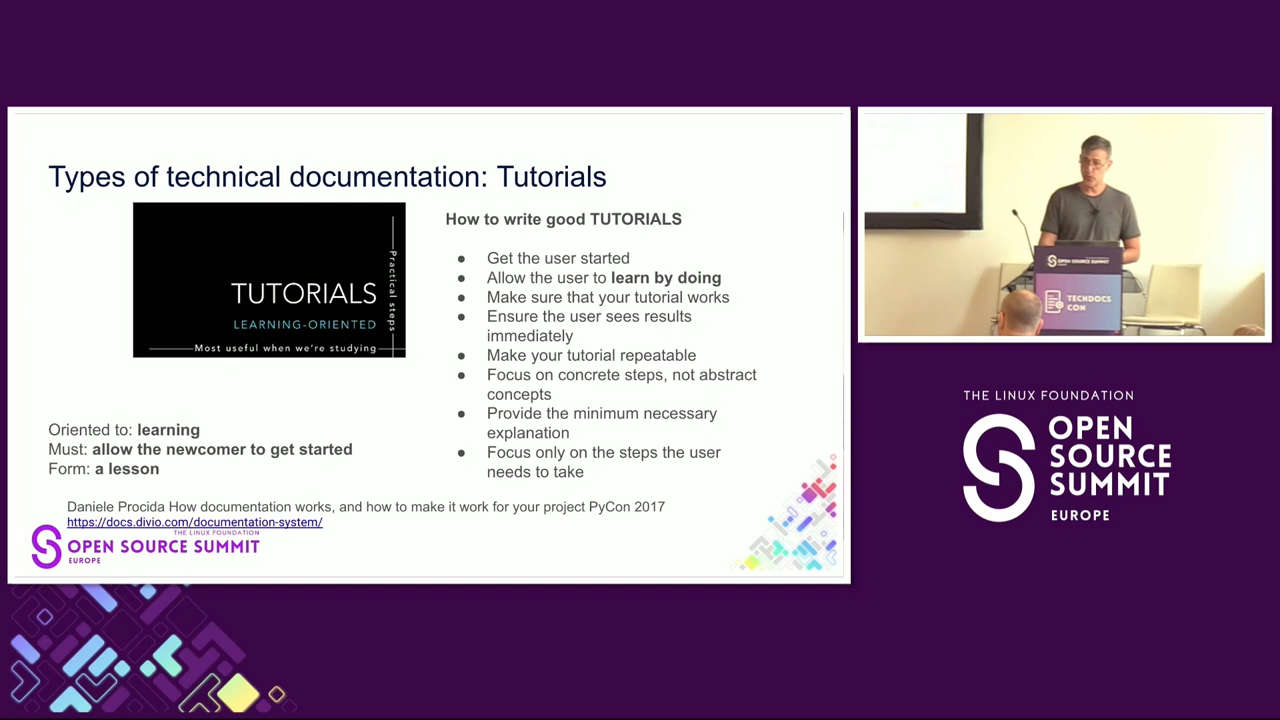 Types of technical documentation: Tutorials
TUTORIALS
LEARNING-ORIENTED
Most useful when we're studying
Practical steps
How to write good TUTORIALS
● Get the user started
● Allow the user to learn by doing
● Make sure that your tutorial works
● Ensure the user sees results
immediately
● Make your tutorial repeatable
● Focus on concrete steps, not abstract
concepts
● Provide the minimum necessary
explanation
● Focus only on the steps the user
needs to take
Oriented to: learning
Must: allow the newcomer to get started
Form: a lesson
Daniele Procida How documentation works, and how to make it work for your project PyCon 2017
https://docs.divio.com/documentation-system/
THE LINUX FOUNDATION
OPEN SOURCE SUMMIT
EUROPE
OPEN SOURCE SUMMIT
TECHDOCS
CON
THE LINUX FOUNDATION
OPEN
SOURCE
SUMMIT
EUROPE